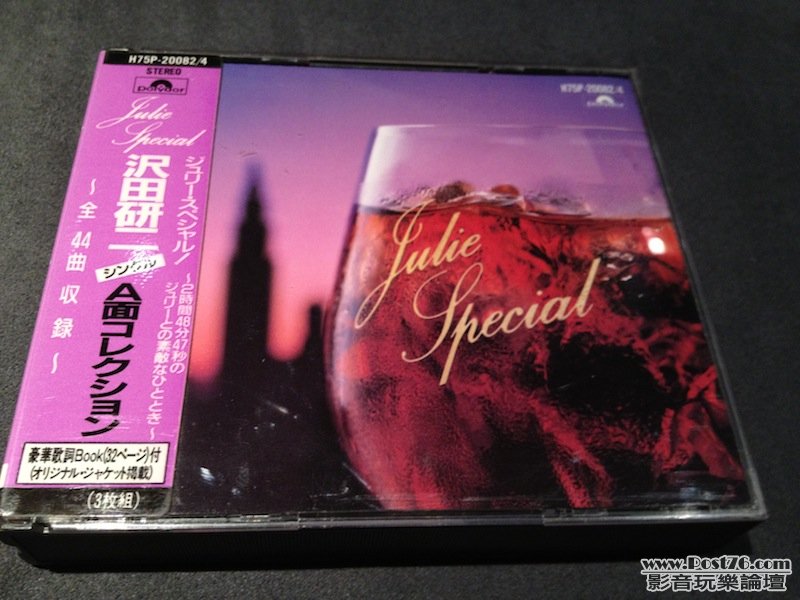 H75P-20082/4
STEREO
Polydor
Julie
Special
沢田研二
シングル
A面コレクション
〜全44曲収録〜
ジュリースペシャル!
〜2時間48分47秒の
ジュリーとの素敵なひととき〜
豪華歌詞Book(32ページ)付
(オリジナル・ジャケット掲載)
(3枚組)
H75P-20082/4
Polydor
Julie
Special
www.Post76.com
影音玩樂論壇